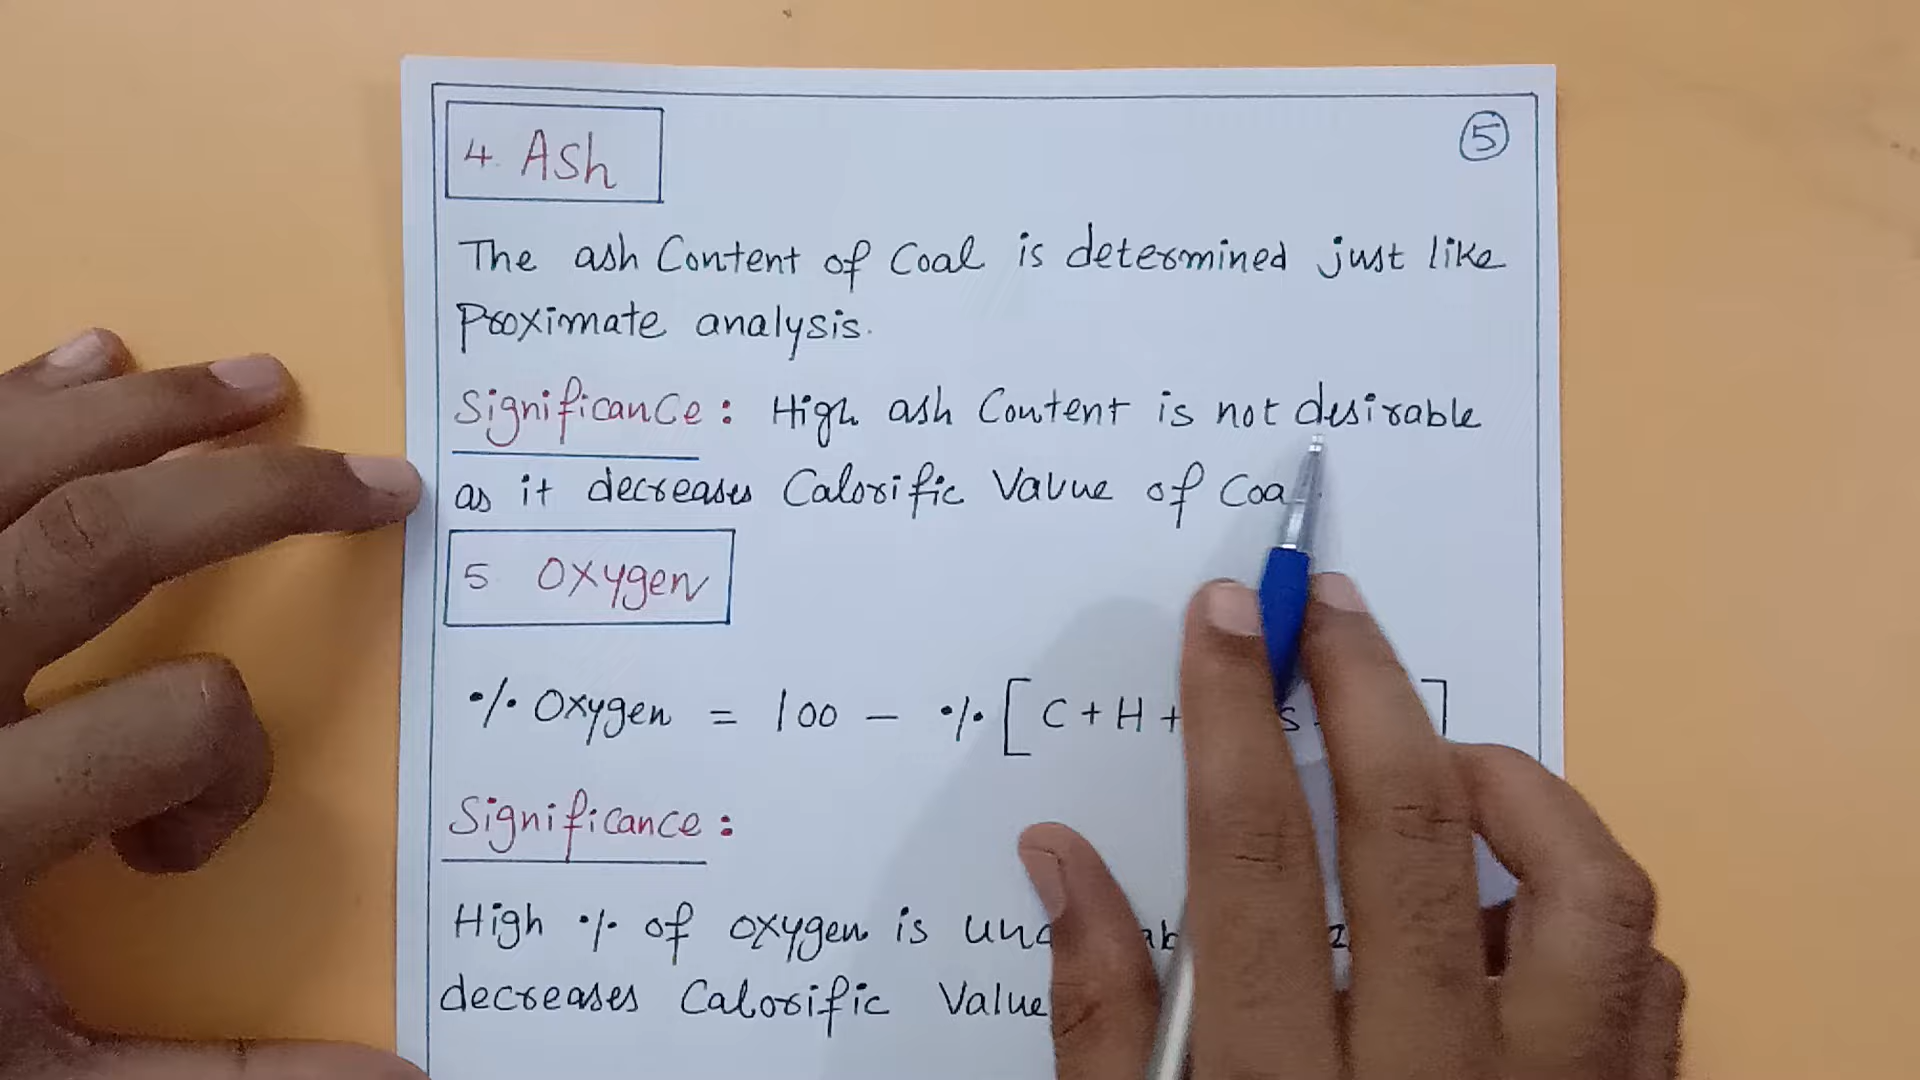 5
4. Ash
The ash Content of Coal is determined just like
Proximate analysis.
Significance: High ash Content is not desirable
as it decreases Calorific Value of Coal
5 Oxygen
% Oxygen = 100 - % [C + H + S ]
Significance:
High % of oxygen is
decreases Calorific Value